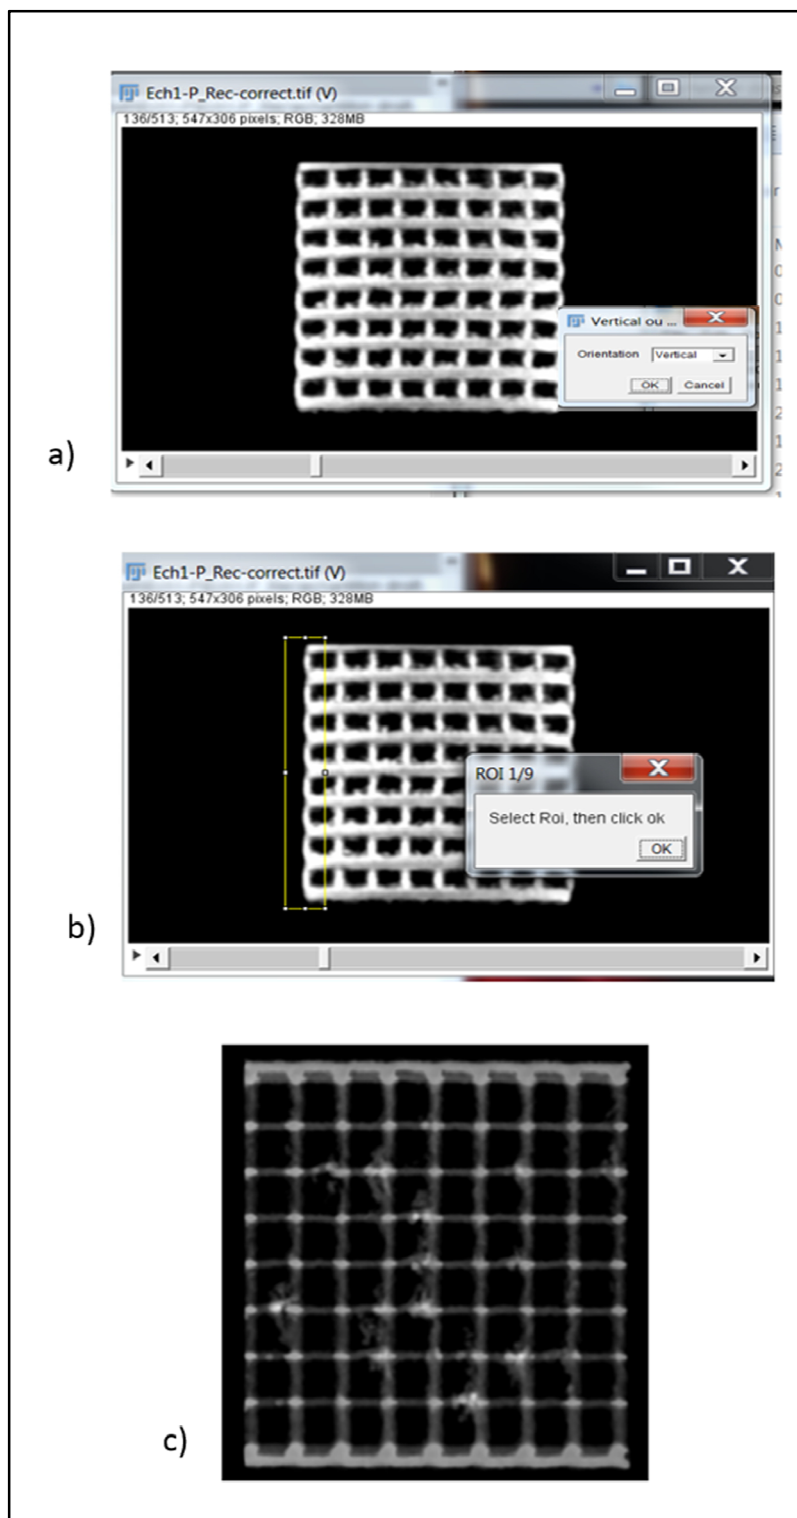 Ech1-P_Rec-correct.tif (V)
136/513; 547x306 pixels; RGB; 328MB
Vertical ou ...
Orientation Vertical
OK Cancel
a)
Ech1-P_Rec-correct.tif (V)
136/513; 547x306 pixels; RGB; 328MB
ROI 1/9
Select Roi, then click ok
OK
b)
c)